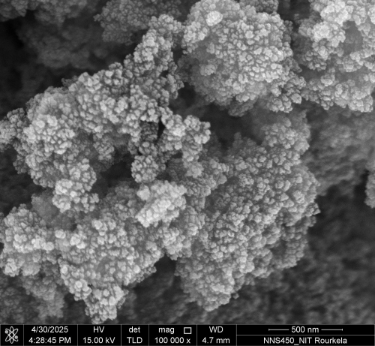 4/30/2025 HV det mag □ WD 500 nm
4:28:45 PM 15.00 kV TLD 100 000 x 4.7 mm NNS450_NIT Rourkela